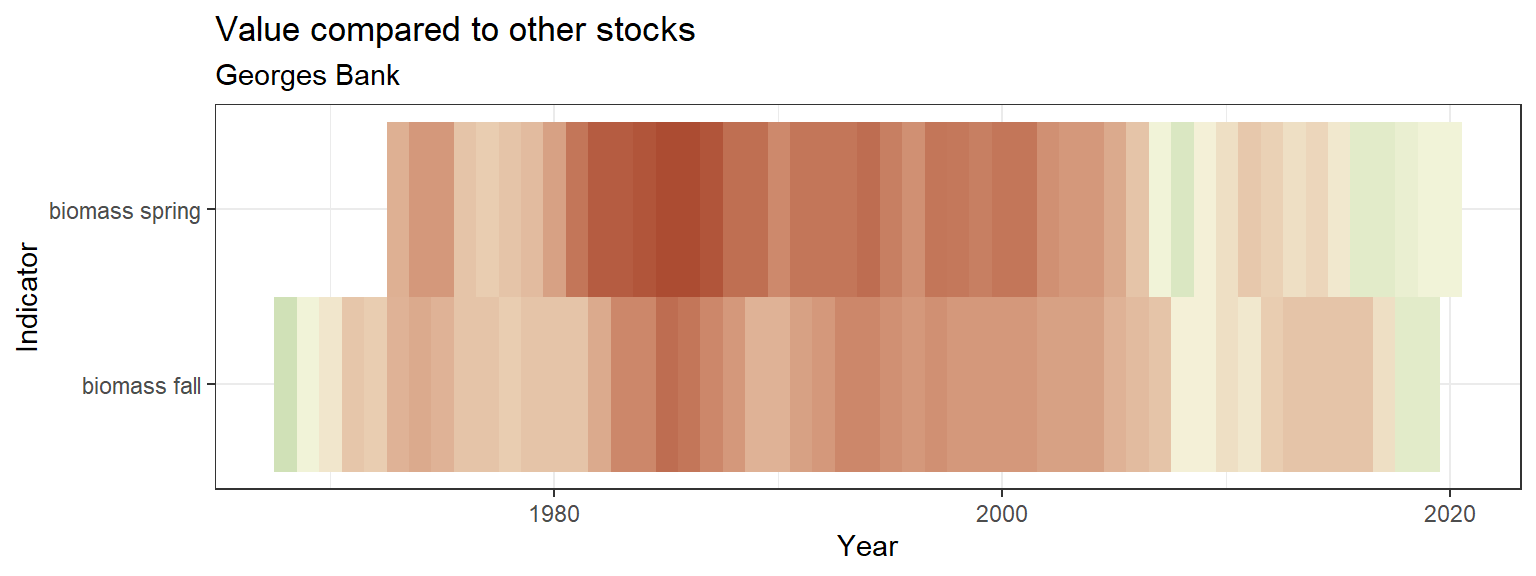 Value compared to other stocks
Georges Bank
Indicator
biomass spring
biomass fall
1980
2000
2020
Year